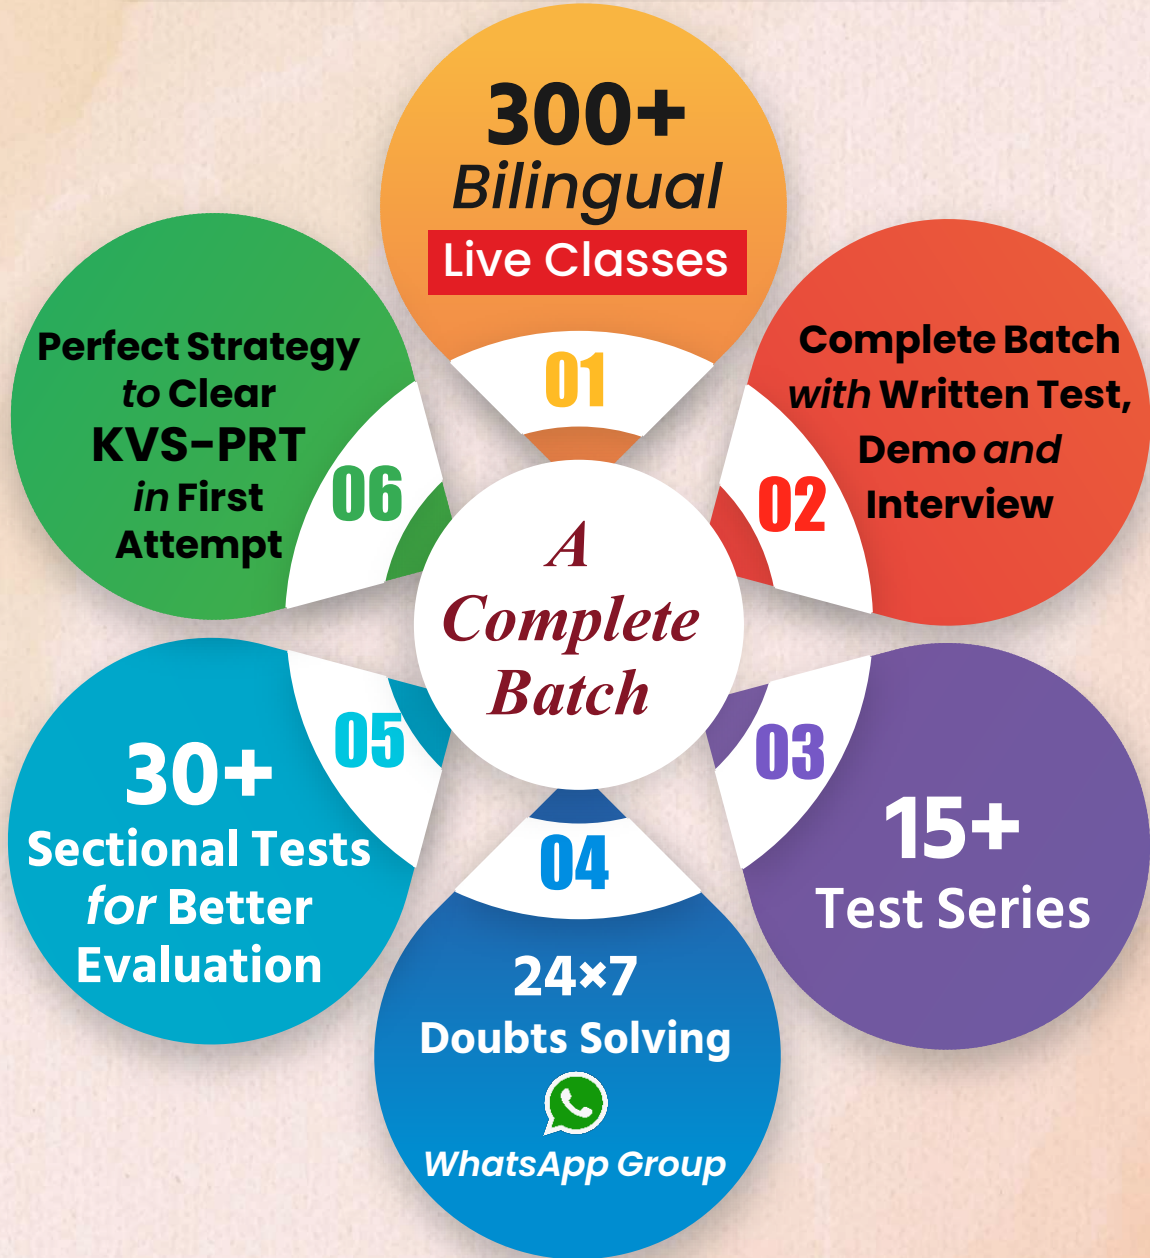 300+
Bilingual
Live Classes
01
Complete Batch
with Written Test,
Demo and
Interview
02
15+
Test Series
03
04
24×7
Doubts Solving
WhatsApp Group
05
30+
Sectional Tests
for Better
Evaluation
06
Perfect Strategy
to Clear
KVS-PRT
in First
Attempt
A
Complete
Batch